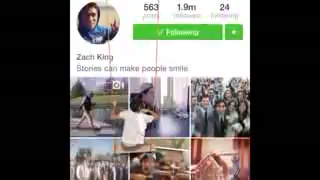 563 1.9m 24
posts followers following
✓ Following
Zach King
Stories can make people smile.